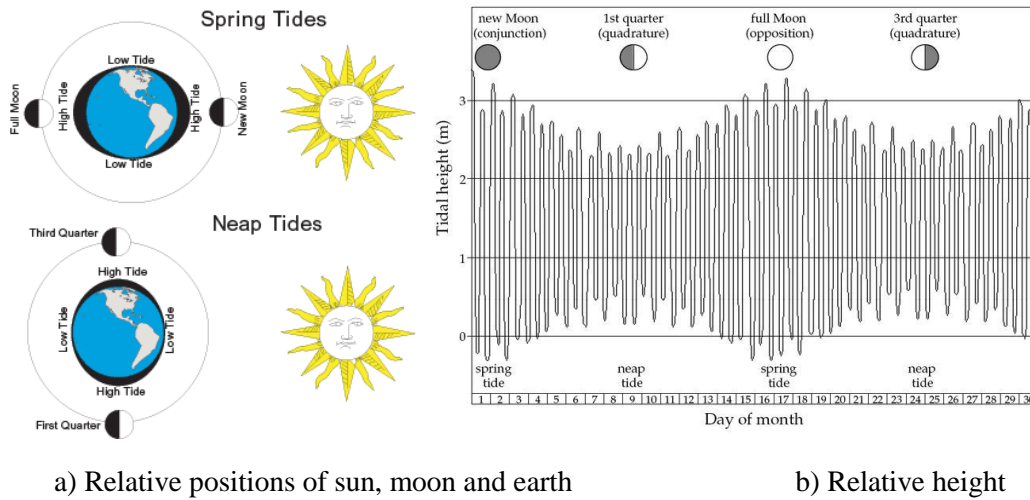 Spring Tides
Low Tide
Full Moon
High Tide
High Tide
New Moon
Low Tide
Neap Tides
Third Quarter
High Tide
Low Tide
Low Tide
High Tide
First Quarter
new Moon 1st quarter full Moon 3rd quarter
(conjunction) (quadrature) (opposition) (quadrature)
Tidal height (m)
3
2
1
0
spring neap spring neap
tide tide tide tide
1 2 3 4 5 6 7 8 9 10 11 12 13 14 15 16 17 18 19 20 21 22 23 24 25 26 27 28 29 30
Day of month
a) Relative positions of sun, moon and earth b) Relative height